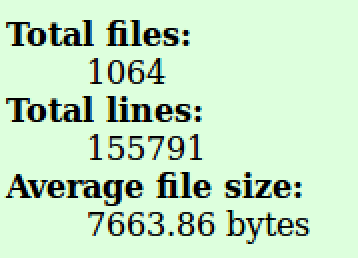 Total files:
1064
Total lines:
155791
Average file size:
7663.86 bytes